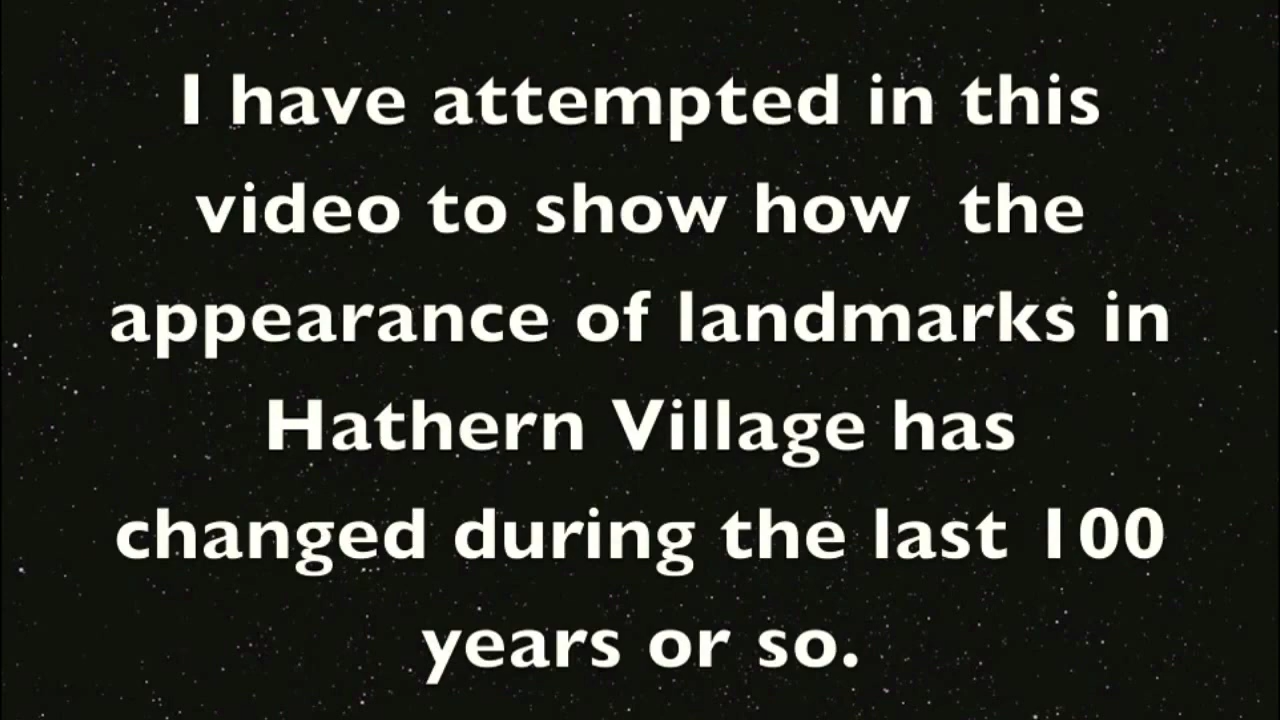 I have attempted in this
video to show how  the
appearance of landmarks in
Hathern Village has
changed during the last 100
years or so.